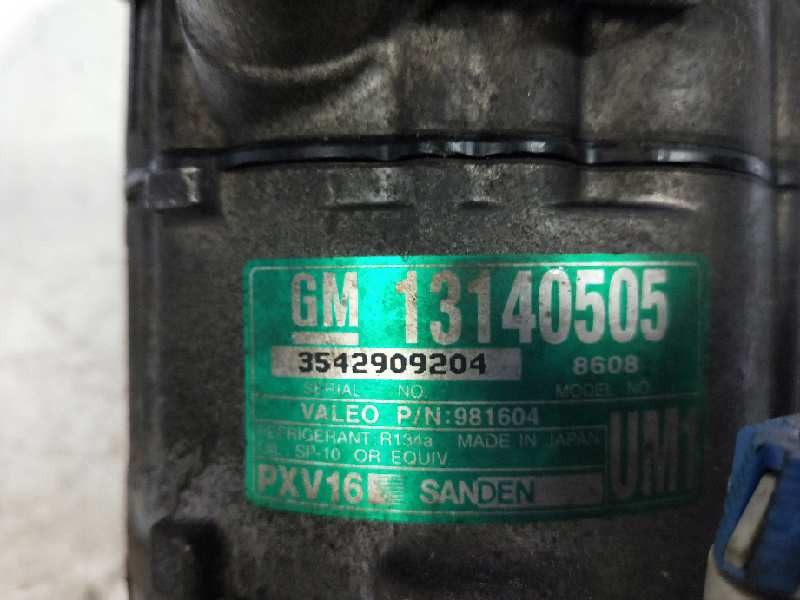 GM 13140505
3542909204 8608
SERIAL NO. MODEL NO.
VALEO P/N:981604
REFRIGERANT R134a MADE IN JAPAN
OIL SP-10 OR EQUIV.
PXV16 SANDEN UM1